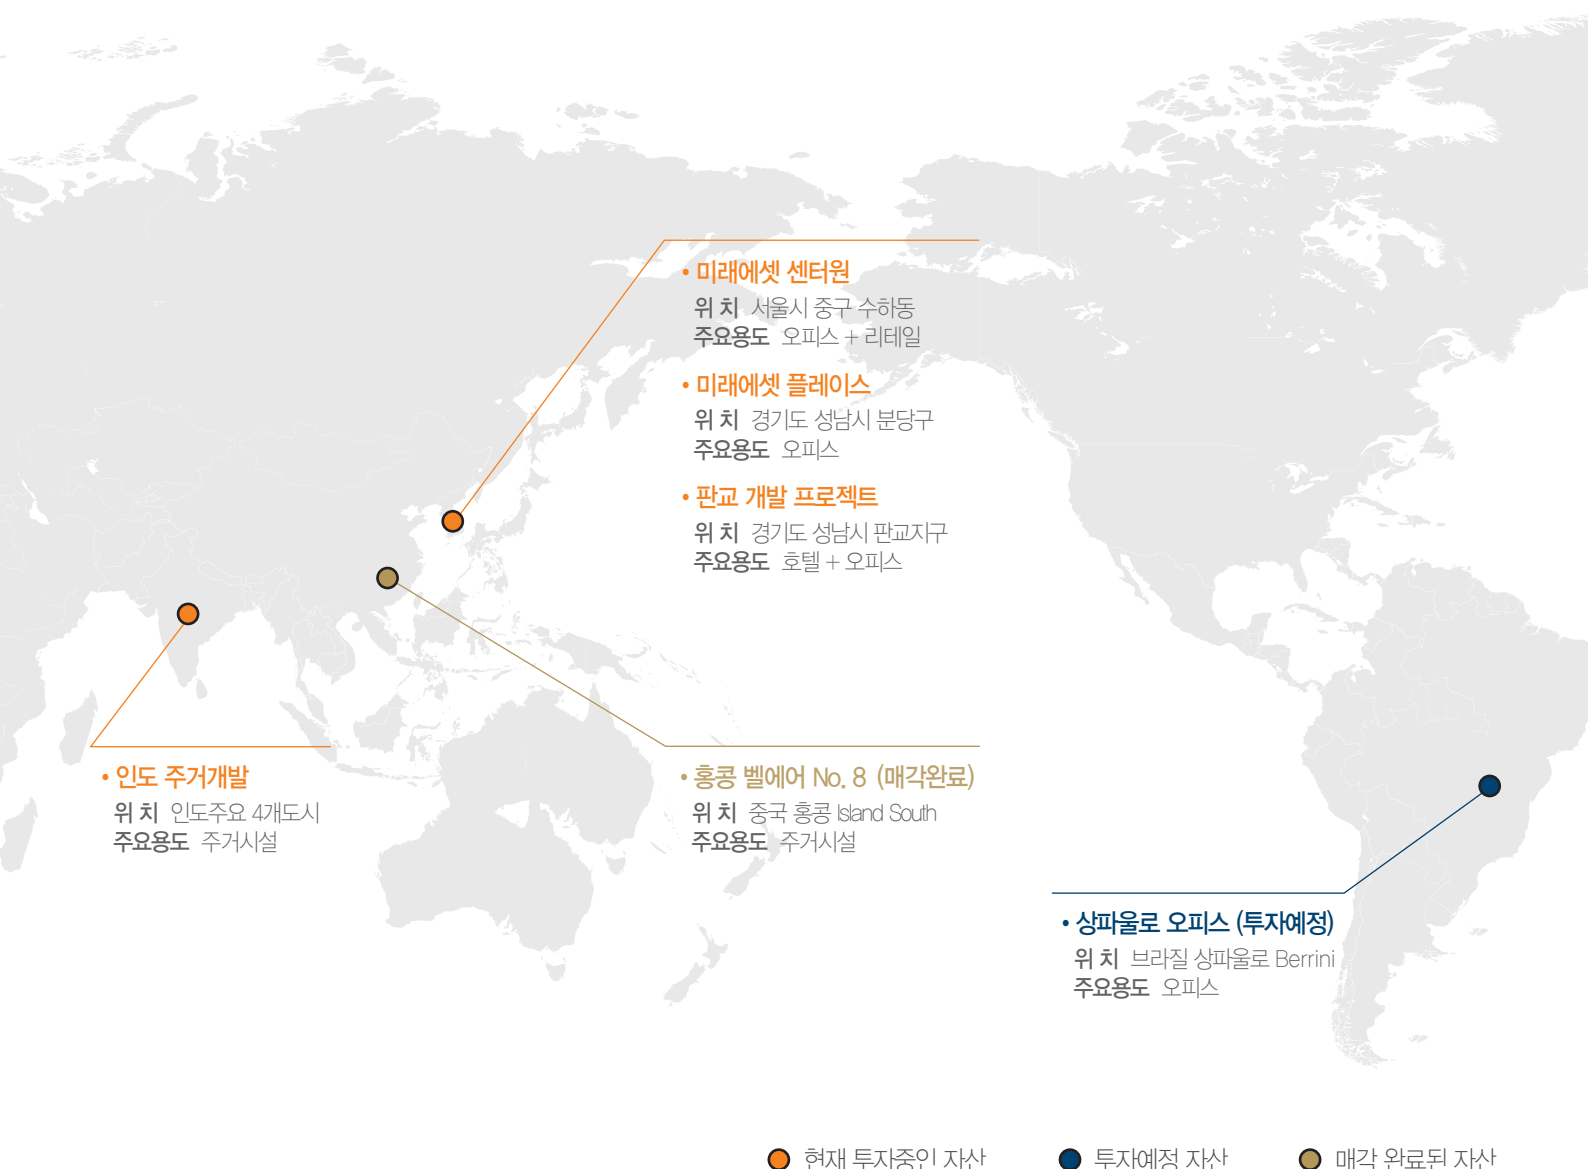 • 미래에셋 센터원
위 치 서울시 중구 수하동
주요용도 오피스 + 리테일
• 미래에셋 플레이스
위 치 경기도 성남시 분당구
주요용도 오피스
• 판교 개발 프로젝트
위 치 경기도 성남시 판교지구
주요용도 호텔 + 오피스
• 인도 주거개발
위 치 인도주요 4개도시
주요용도 주거시설
• 홍콩 벨에어 No. 8 (매각완료)
위 치 중국 홍콩 Island South
주요용도 주거시설
• 상파울로 오피스 (투자예정)
위 치 브라질 상파울로 Berrini
주요용도 오피스
현재 투자중인 자산
투자예정 자산
매각 완료된 자산